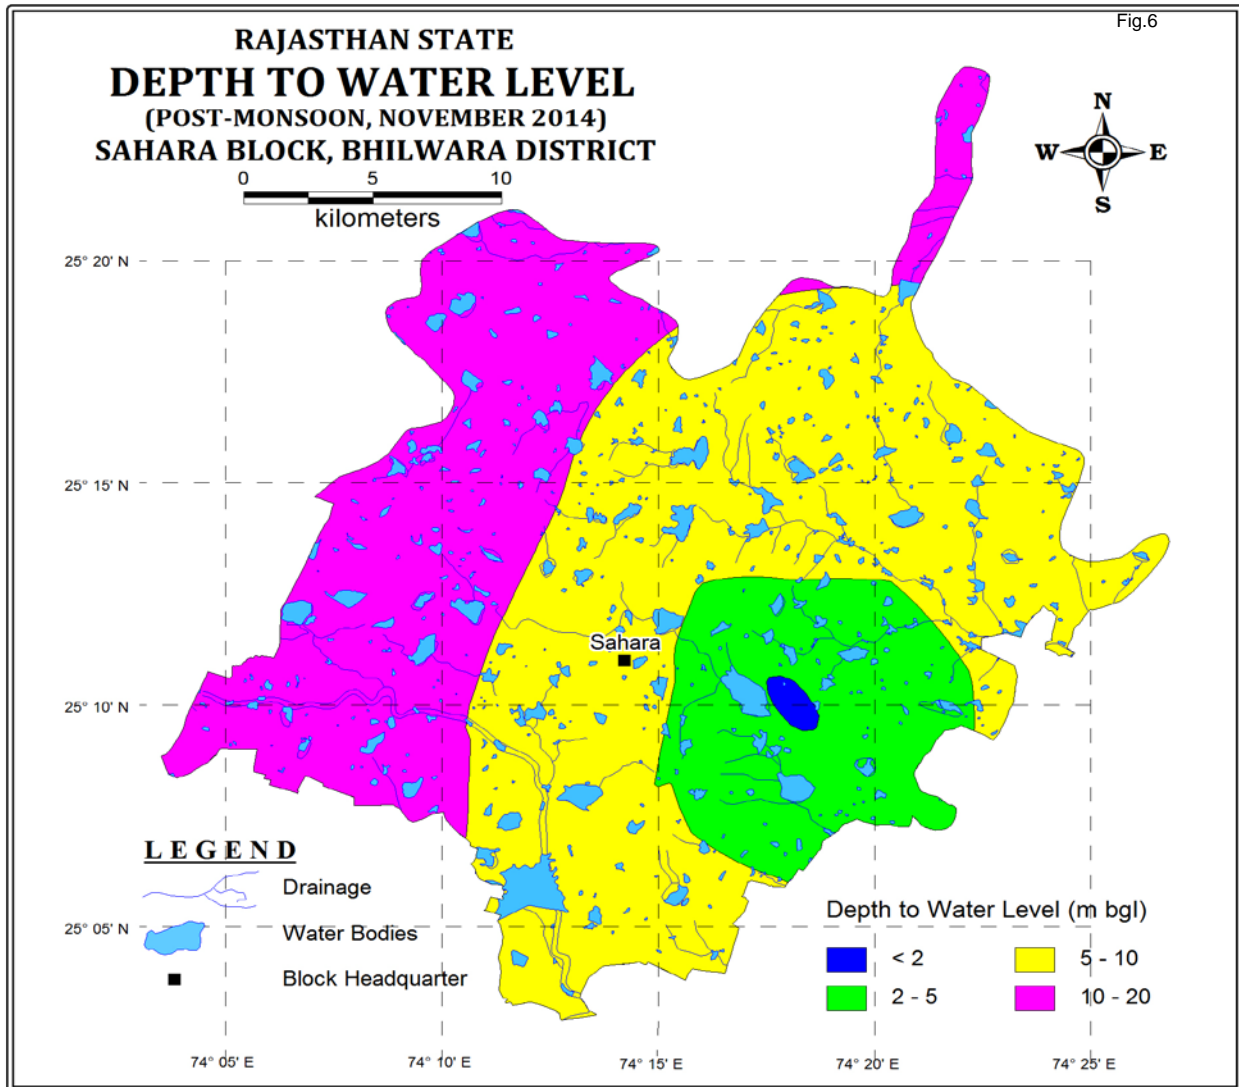 Fig.6
RAJASTHAN STATE
DEPTH TO WATER LEVEL
(POST-MONSOON, NOVEMBER 2014)
SAHARA BLOCK, BHILWARA DISTRICT
0 5 10
kilometers
N
W E
S
25° 20' N
25° 15' N
Sahara
25° 10' N
25° 05' N
LEGEND
Drainage
Water Bodies
Block Headquarter
Depth to Water Level (m bgl)
< 2 5 - 10
2 - 5 10 - 20
74° 05' E 74° 10' E 74° 15' E 74° 20' E 74° 25' E